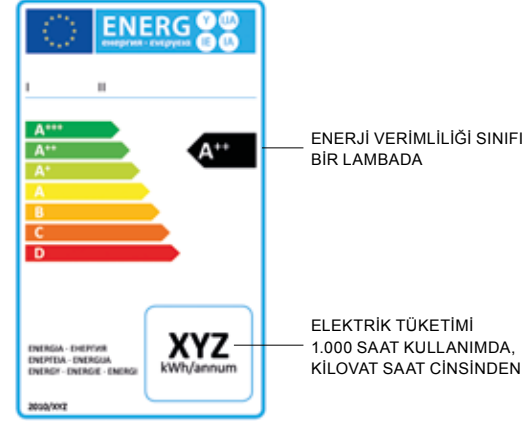 ENERG Y UA
енергия · ενεργεια IE IA
I II
A+++
A++
A+
A
B
C
D
A++
ENERJİ VERİMLİLİĞİ SINIFI
BİR LAMBADA
XYZ
kWh/annum
ELEKTRİK TÜKETİMİ
1.000 SAAT KULLANIMDA,
KİLOVAT SAAT CİNSİNDEN
ENERGIA · ЕНЕРГИЯ
ΕΝΕΡΓΕΙΑ · ENERGIJA
ENERGY · ENERGIE · ENERGI
2010/XYZ